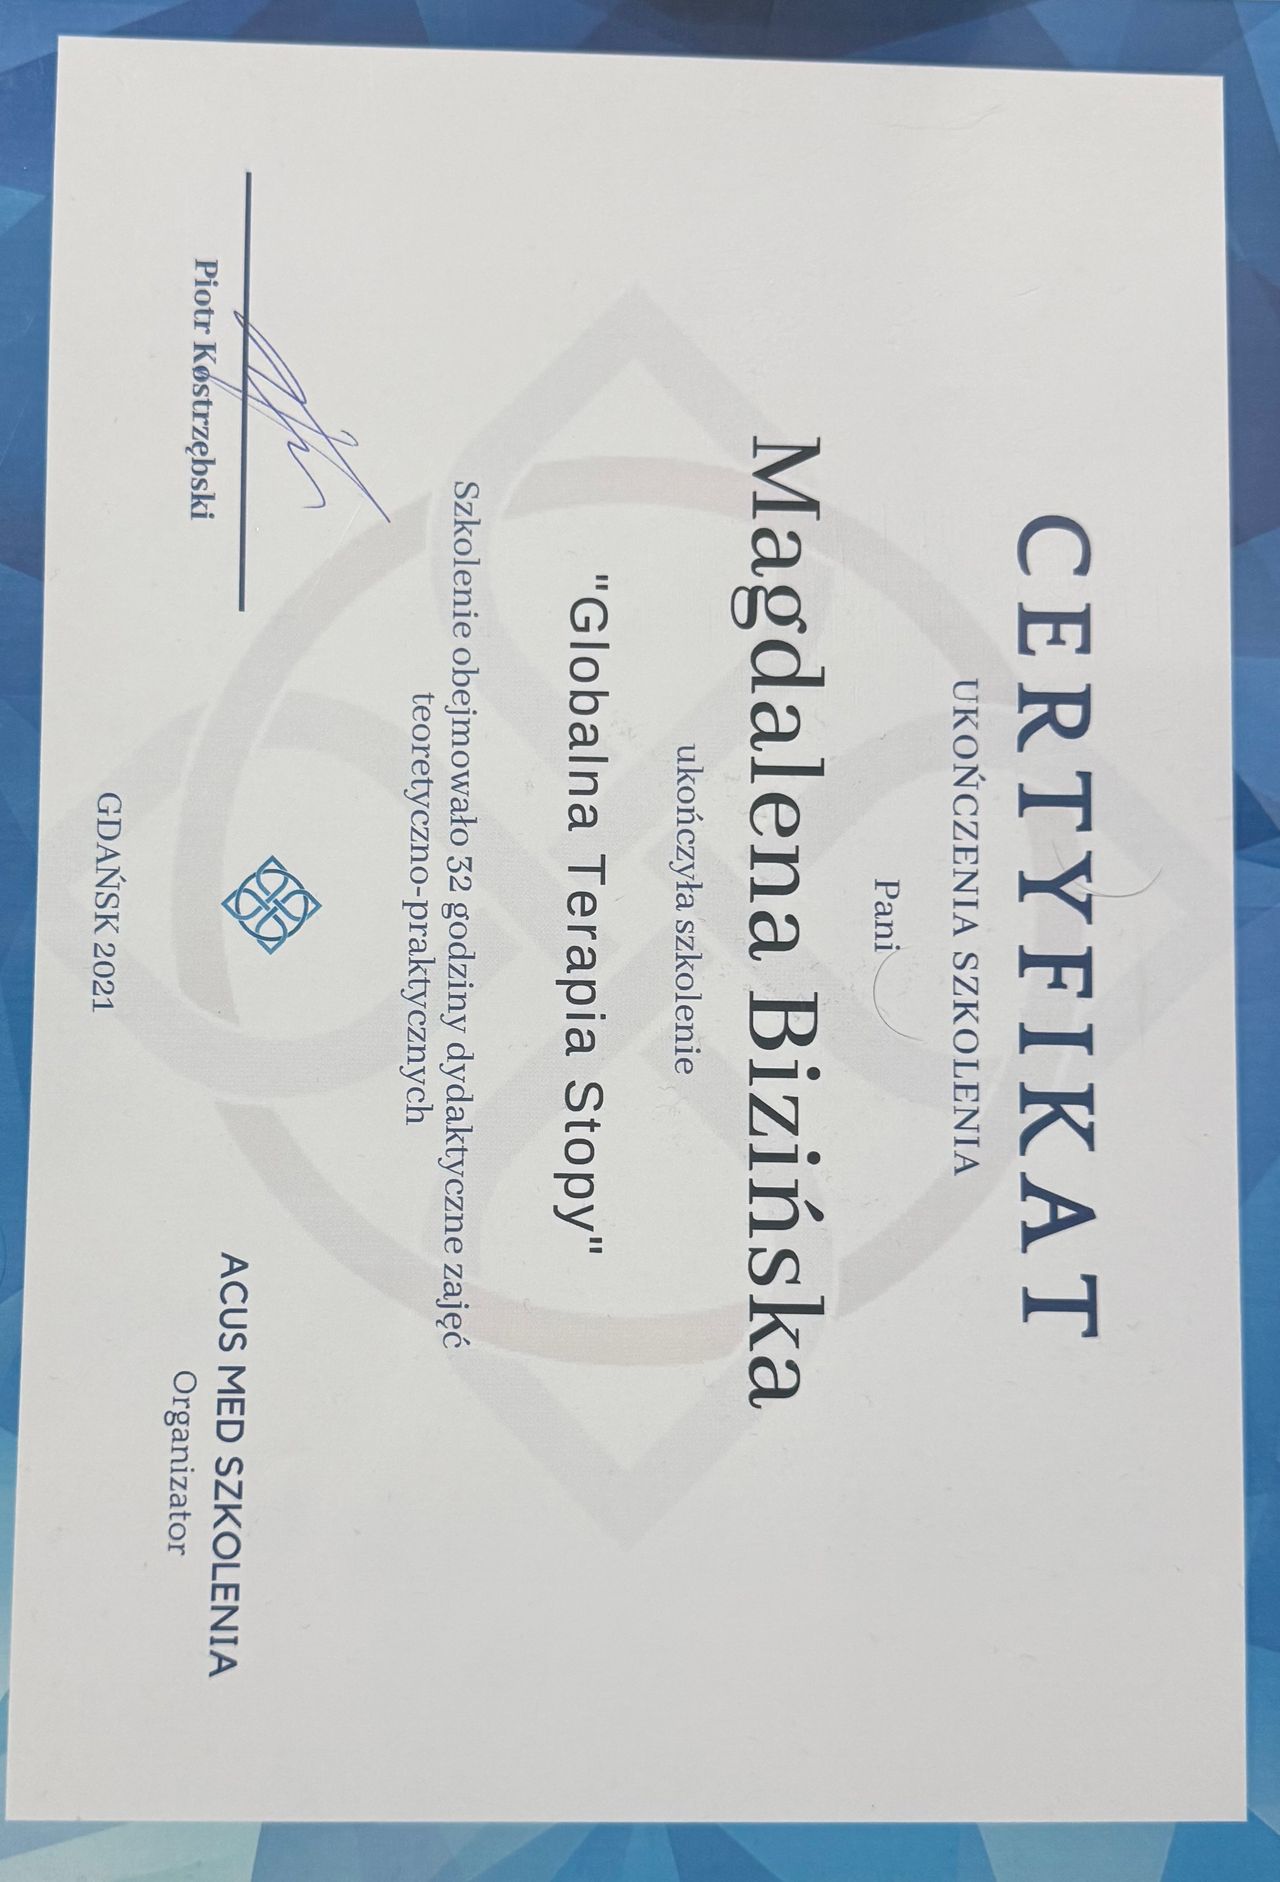 CERTYFIKAT
UKOŃCZENIA SZKOLENIA
Pani
Magdalena Bizińska
ukończyła szkolenie
"Globalna Terapia Stopy"
Szkolenie obejmowało 32 godziny dydaktyczne zajęć
teoretyczno-praktycznych
Piotr Kostrzębski
ACUS MED SZKOLENIA
Organizator
GDAŃSK 2021